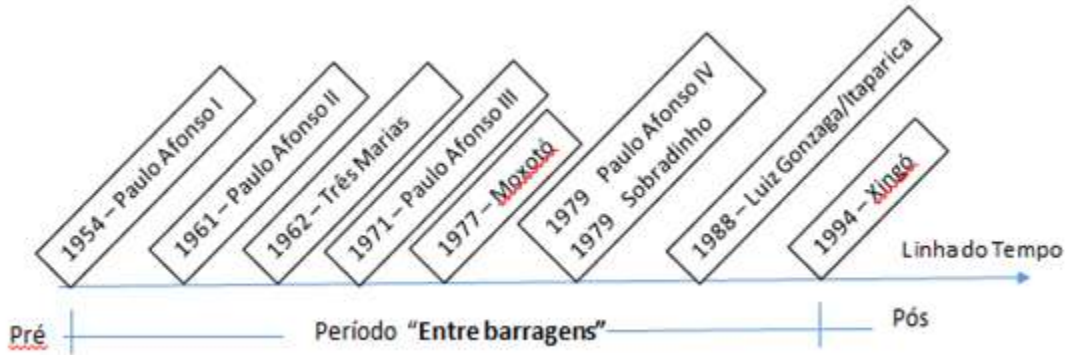 1954 – Paulo Afonso I
1961 – Paulo Afonso II
1962 – Três Marias
1971 – Paulo Afonso III
1977 – Moxotó
1979 Paulo Afonso IV
1979 Sobradinho
1988 – Luiz Gonzaga/Itaparica
1994 – Xingó
Linha do Tempo
Pré
Período “Entre barragens”
Pós